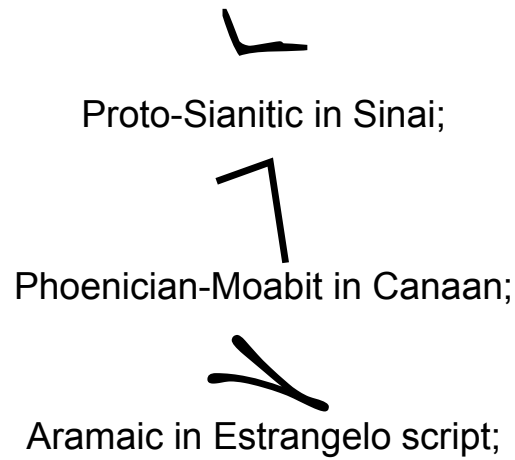 Proto-Sianitic in Sinai;
Phoenician-Moabit in Canaan;
Aramaic in Estrangelo script;